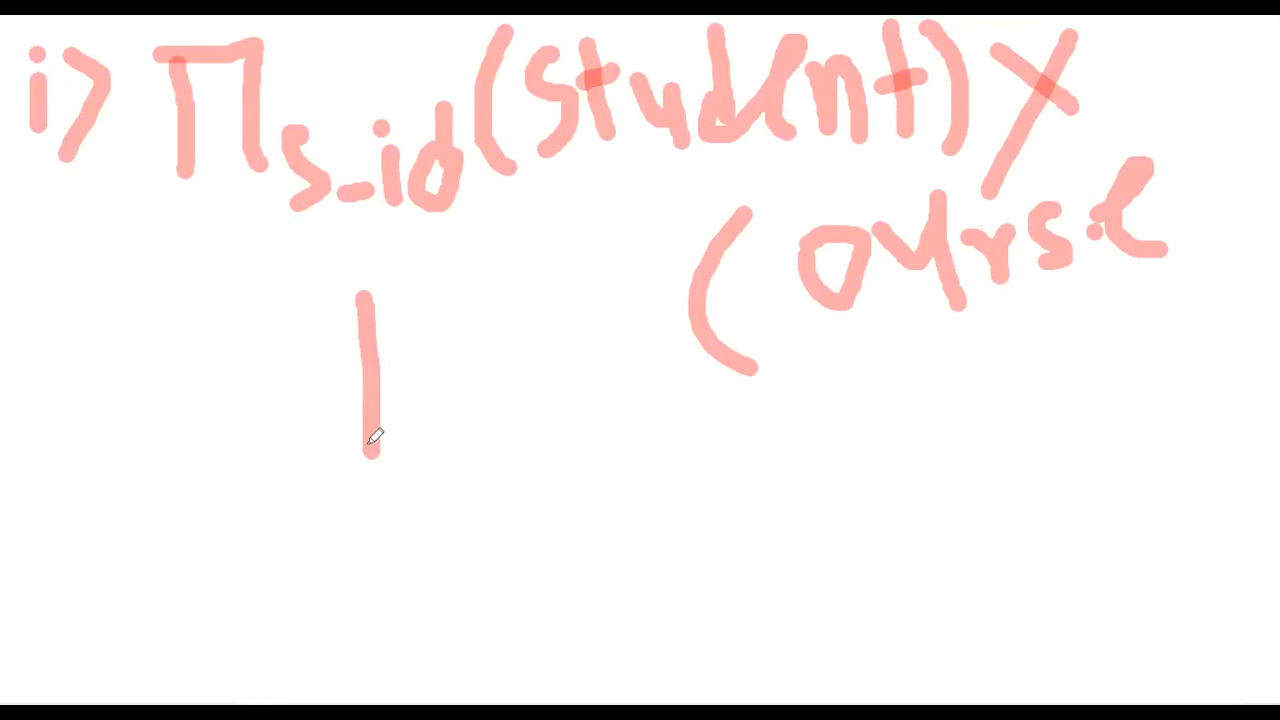 i> Π s_id (student) X
Course